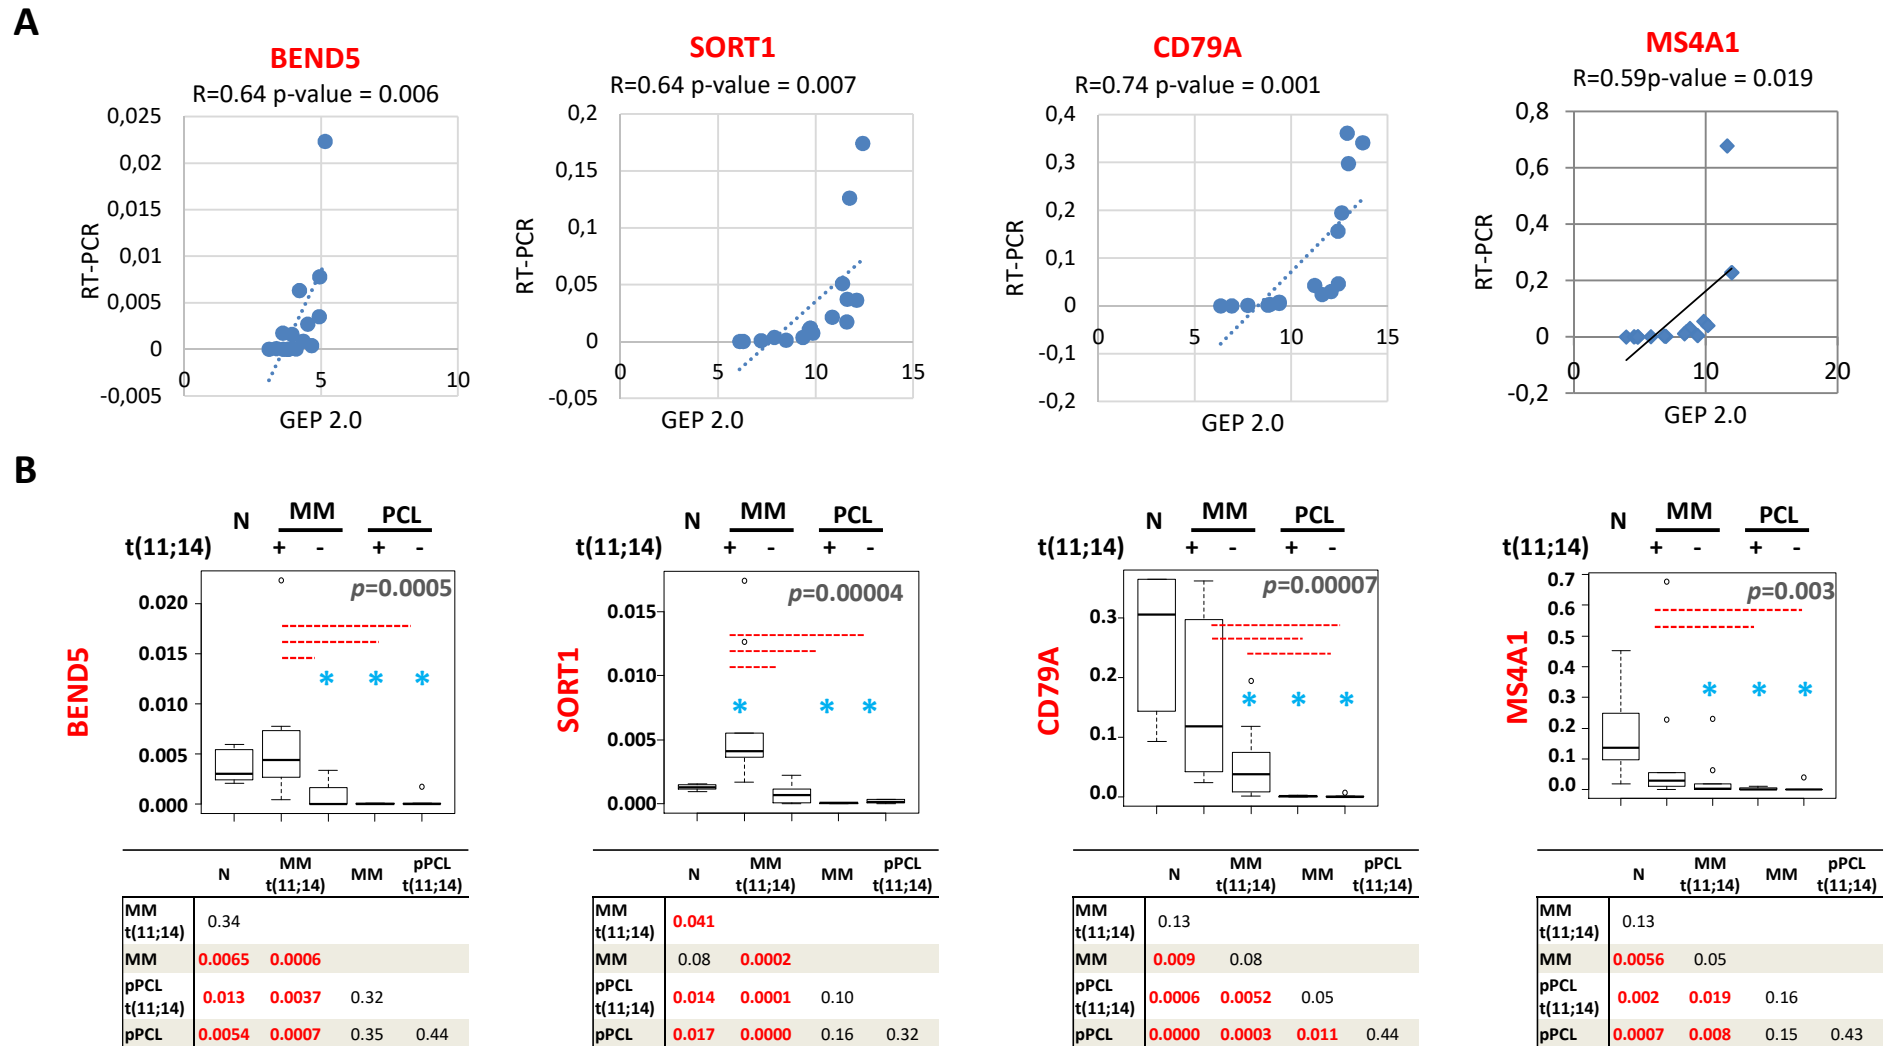 A
BEND5
R=0.64 p-value = 0.006
0,025
0,02
0,015
0,01
0,005
0
-0,005
0
5
10
RT-PCR
GEP 2.0
SORT1
R=0.64 p-value = 0.007
0,2
0,15
0,1
0,05
0
-0,05
0
5
10
15
RT-PCR
GEP 2.0
CD79A
R=0.74 p-value = 0.001
0,4
0,3
0,2
0,1
0
-0,1
-0,2
0
5
10
15
RT-PCR
GEP 2.0
MS4A1
R=0.59p-value = 0.019
0,8
0,6
0,4
0,2
0
-0,2
0
10
20
RT-PCR
GEP 2.0
B
N MM PCL
t(11;14) + - + -
p=0.0005
0.020
0.015
0.010
0.005
0.000
* * *
BEND5
N MM t(11;14) MM pPCL t(11;14)
MM t(11;14) 0.34
MM 0.0065 0.0006
pPCL t(11;14) 0.013 0.0037 0.32
pPCL 0.0054 0.0007 0.35 0.44
N MM PCL
t(11;14) + - + -
p=0.00004
0.015
0.010
0.005
0.000
* * *
SORT1
N MM t(11;14) MM pPCL t(11;14)
MM t(11;14) 0.041
MM 0.08 0.0002
pPCL t(11;14) 0.014 0.0001 0.10
pPCL 0.017 0.0000 0.16 0.32
N MM PCL
t(11;14) + - + -
p=0.00007
0.3
0.2
0.1
0.0
* * *
CD79A
N MM t(11;14) MM pPCL t(11;14)
MM t(11;14) 0.13
MM 0.009 0.08
pPCL t(11;14) 0.0006 0.0052 0.05
pPCL 0.0000 0.0003 0.011 0.44
N MM PCL
t(11;14) + - + -
p=0.003
0.7
0.6
0.5
0.4
0.3
0.2
0.1
0.0
* * *
MS4A1
N MM t(11;14) MM pPCL t(11;14)
MM t(11;14) 0.13
MM 0.0056 0.05
pPCL t(11;14) 0.002 0.019 0.16
pPCL 0.0007 0.008 0.15 0.43